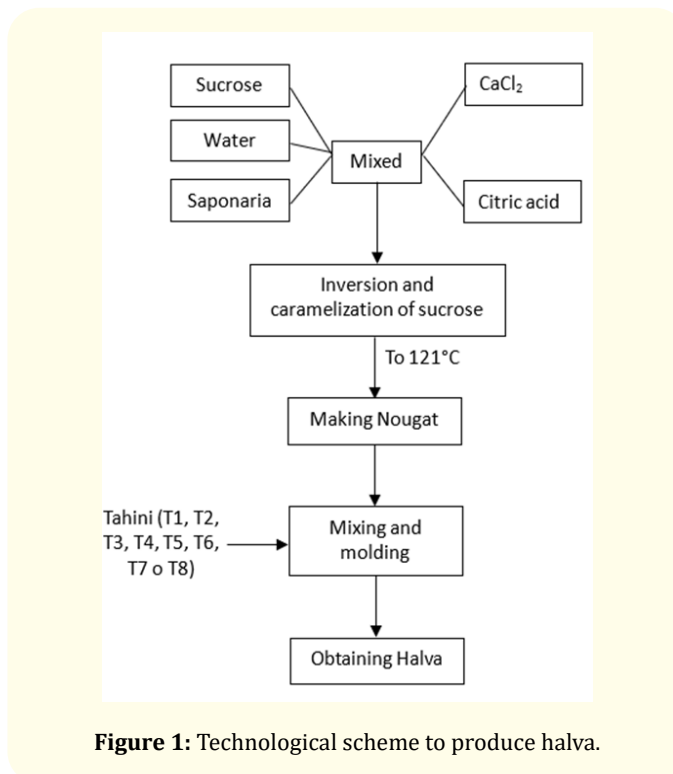 Sucrose
CaCl₂
Water
Mixed
Saponaria
Citric acid
Inversion and
caramelization of sucrose
To 121°C
Making Nougat
Tahini (T1, T2,
T3, T4, T5, T6,
T7 o T8)
Mixing and
molding
Obtaining Halva
Figure 1: Technological scheme to produce halva.